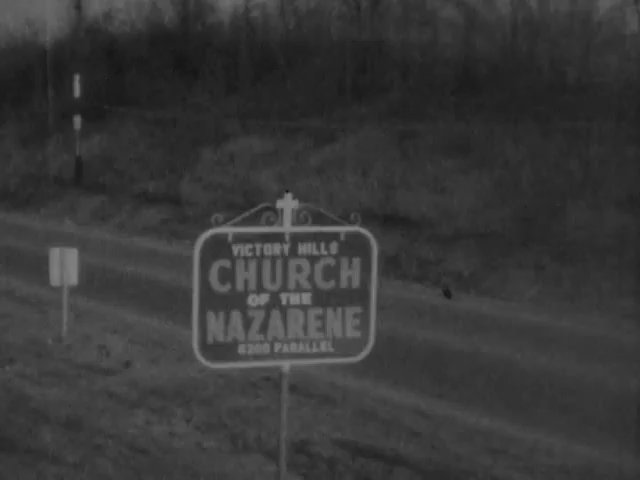 VICTORY HILLS
CHURCH
OF THE
NAZARENE
PARALLEL